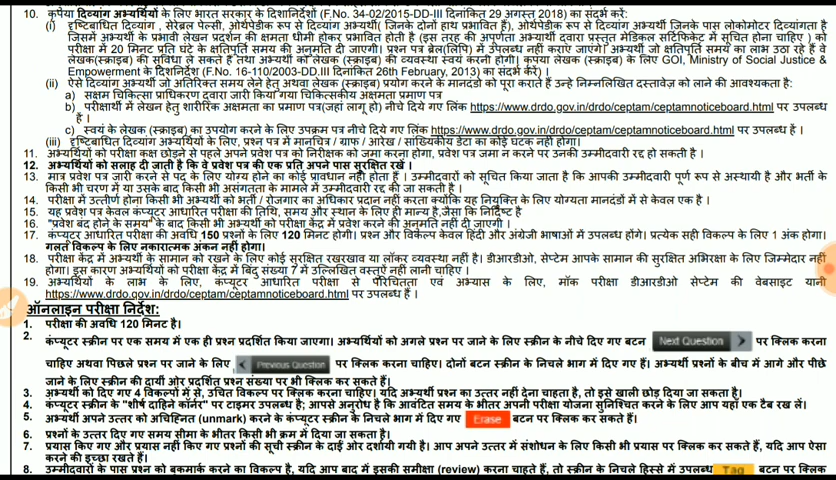 10. कृपया दिव्यांग अभ्यर्थियों के लिए भारत सरकार के दिशानिर्देशों (F.No. 34-02/2015-DD-III दिनांकित 29 अगस्त 2018) का संदर्भ करें:
(i) दृष्टिबाधित दिव्यांग , सेरेब्रल पेल्सी, ऑर्थपेडीक रूप से दिव्यांग अभ्यर्थी( जिनके दोनों हाथ प्रभावित है), ऑर्थपेडीक रूप से दिव्यांग अभ्यर्थी जिनके पास लोकोमोटर दिव्यांगता है
जिसमें अभ्यर्थी के प्रभावी लेखन प्रदर्शन की क्षमता धीमी होकर प्रभावित होती है (इस तरह की अपर्णता अभ्यार्थी दवारा प्रस्तुत मेडिकल सर्टिफिकेट में सूचित होना चाहिए ) को
परीक्षा में 20 मिनट प्रति घंटे के क्षतिपूर्ति समय की अनुमति दी जाएगी। प्रश्न पत्र ब्रेल(लिपि) में उपलब्ध नहीं कराए जाएंगे। अभ्यर्थी जो क्षतिपूर्ति समय का लाभ उठा रहे हैं वे
लेखक(स्क्राइब) की सुविधा ले सकते है तथा अभ्यर्थी को लेखक (स्क्राइब) की व्यवस्था स्वयं करनी होगी। कृपया लेखक (स्क्राइब) के लिए GOI, Ministry of Social Justice &
Empowerment के दिशनिर्देश (F.No. 16-110/2003-DD.III दिनांकित 26th February, 2013) का संदर्भ करें) ।
(ii) ऐसे दिव्यांग अभ्यर्थी जो अतिरिक्त समय लेने हेतु अथवा लेखक (स्क्राइब) प्रयोग करने के मानदंडों को पूरा कराते हैं उन्हे निम्नलिखित दस्तावेज़ को लाने की आवश्यकता है:
a) सक्षम चिकित्सा प्राधिकरण दवारा जारी किया गया चिकित्सकीय अक्षमता प्रमाण पत्र
b) परीक्षार्थी में लेखन हेतु शारीरिक अक्षमता का प्रमाण पत्र(जहां लागू हो) नीचे दिये गए लिंक https://www.drdo.gov.in/drdo/ceptam/ceptamnoticeboard.html पर उपलब्ध
हैं ।
c) स्वयं के लेखक (स्क्राइब) का उपयोग करने के लिए उपक्रम पत्र नीचे दिये गए लिंक https://www.drdo.gov.in/drdo/ceptam/ceptamnoticeboard.html पर उपलब्ध हैं ।
(iii) दृष्टिबाधित दिव्यांग अभ्यर्थियों के लिए, प्रश्न पत्र में मानचित्र / ग्राफ / आरेख / सांख्यिकीय डेटा का कोई घटक नहीं होगा।
11. अभ्यर्थियों को परीक्षा कक्ष छोड़ने से पहले अपने प्रवेश पत्र को निरीक्षक को जमा करना होगा, प्रवेश पत्र जमा न करने पर उनकी उम्मीदवारी रद्द हो सकती है ।
12. अभ्यर्थियों को सलाह दी जाती है कि वे प्रवेश पत्र की एक प्रति अपने पास सुरक्षित रखें ।
13. मात्र प्रवेश पत्र जारी करने से पद के लिए योग्य होने का कोई प्रावधान नहीं होता हैं । उम्मीदवारों को सूचित किया जाता है कि आपकी उम्मीदवारी पूर्ण रूप से अस्थायी है और भर्ती के
किसी भी चरण में या उसके बाद किसी भी असंगतता के मामले में उम्मीदवारी रद्द की जा सकती है ।
14. परीक्षा में उत्तीर्ण होना किसी भी अभ्यर्थी को भर्ती / रोजगार का अधिकार प्रदान नहीं करता क्योंकि यह नियुक्ति के लिए योग्यता मानदंडों में से केवल एक है ।
15. यह प्रवेश पत्र केवल कंप्यूटर आधारित परीक्षा की तिथि, समय और स्थान के लिए ही मान्य है,जैसा कि निर्दिष्ट है
16. "प्रवेश बंद होने के समय" के बाद किसी भी अभ्यर्थी को परीक्षा केंद्र में प्रवेश करने की अनुमति नहीं दी जाएगी ।
17. कंप्यूटर आधारित परीक्षा की अवधि 150 प्रश्नों के लिए 120 मिनट होगी। प्रश्न और विकल्प केवल हिंदी और अंग्रेजी भाषाओं में उपलब्ध होंगे। प्रत्येक सही विकल्प के लिए 1 अंक होगा।
गलत विकल्प के लिए नकारात्मक अंकन नहीं होगा।
18. परीक्षा केंद्र में अभ्यर्थी के सामान को रखने के लिए कोई सुरक्षित रखरखाव या लॉकर व्यवस्था नहीं है। डीआरडीओ, सेप्टेम आपके सामान की सुरक्षित अभिरक्षा के लिए जिम्मेदार नहीं
होगा। इस कारण अभ्यर्थियों को परीक्षा केंद्र में बिंदु संख्या 7 में उल्लिखित वस्तुएँ नहीं लानी चाहिए ।
19. अभ्यर्थियों के लाभ के लिए, कंप्यूटर आधारित परीक्षा से परिचितता एवं अभ्यास के लिए, मॉक परीक्षा डीआरडीओ सेप्टेम की वेबसाइट यानी
https://www.drdo.gov.in/drdo/ceptam/ceptamnoticeboard.html पर उपलब्ध हैं ।
ऑनलाइन परीक्षा निर्देश:
1. परीक्षा की अवधि 120 मिनट है।
2. कंप्यूटर स्क्रीन पर एक समय में एक ही प्रश्न प्रदर्शित किया जाएगा। अभ्यर्थियों को अगले प्रश्न पर जाने के लिए स्क्रीन के नीचे दिए गए बटन Next Question पर क्लिक करना
चाहिए अथवा पिछले प्रश्न पर जाने के लिए Previous Question पर क्लिक करना चाहिए। दोनों बटन स्क्रीन के निचले भाग में दिए गए हैं। अभ्यर्थी प्रश्नों के बीच में आगे और पीछे
जाने के लिए स्क्रीन की दायीं ओर प्रदर्शित प्रश्न संख्या पर भी क्लिक कर सकते हैं।
3. अभ्यर्थी को दिए गए 4 विकल्पों में से, उचित विकल्प पर क्लिक करना चाहिए। यदि अभ्यर्थी प्रश्न का उत्तर नहीं देना चाहता है, तो इसे खाली छोड़ दिया जा सकता है।
4. कंप्यूटर स्क्रीन के "शीर्ष दाहिने कॉर्नर" पर टाइमर उपलब्ध है; आपसे अनुरोध है कि आवंटित समय के भीतर अपनी परीक्षा योजना सुनिश्चित करने के लिए आप यहाँ एक टैब रख लें।
5. अभ्यर्थी अपने उत्तर को अचिह्नित (unmark) करने के कंप्यूटर स्क्रीन के निचले भाग में दिए गए Erase बटन पर क्लिक कर सकते हैं।
6. प्रश्नों के उत्तर दिए गए समय सीमा के भीतर किसी भी क्रम में दिया जा सकता है।
7. प्रयास किए गए और प्रयास नहीं किए गए प्रश्नों की सूची स्क्रीन के दाईं ओर दर्शायी गयी है। आप अपने उत्तर में संशोधन के लिए किसी भी प्रयास पर क्लिक कर सकते हैं, यदि आप ऐसा
करने की इच्छा रखते हैं।
8. उम्मीदवारों के पास प्रश्न को बुकमार्क करने का विकल्प है, यदि आप बाद में इसकी समीक्षा (review) करना चाहते हैं, तो स्क्रीन के निचले हिस्से में उपलब्ध Tag बटन पर क्लिक